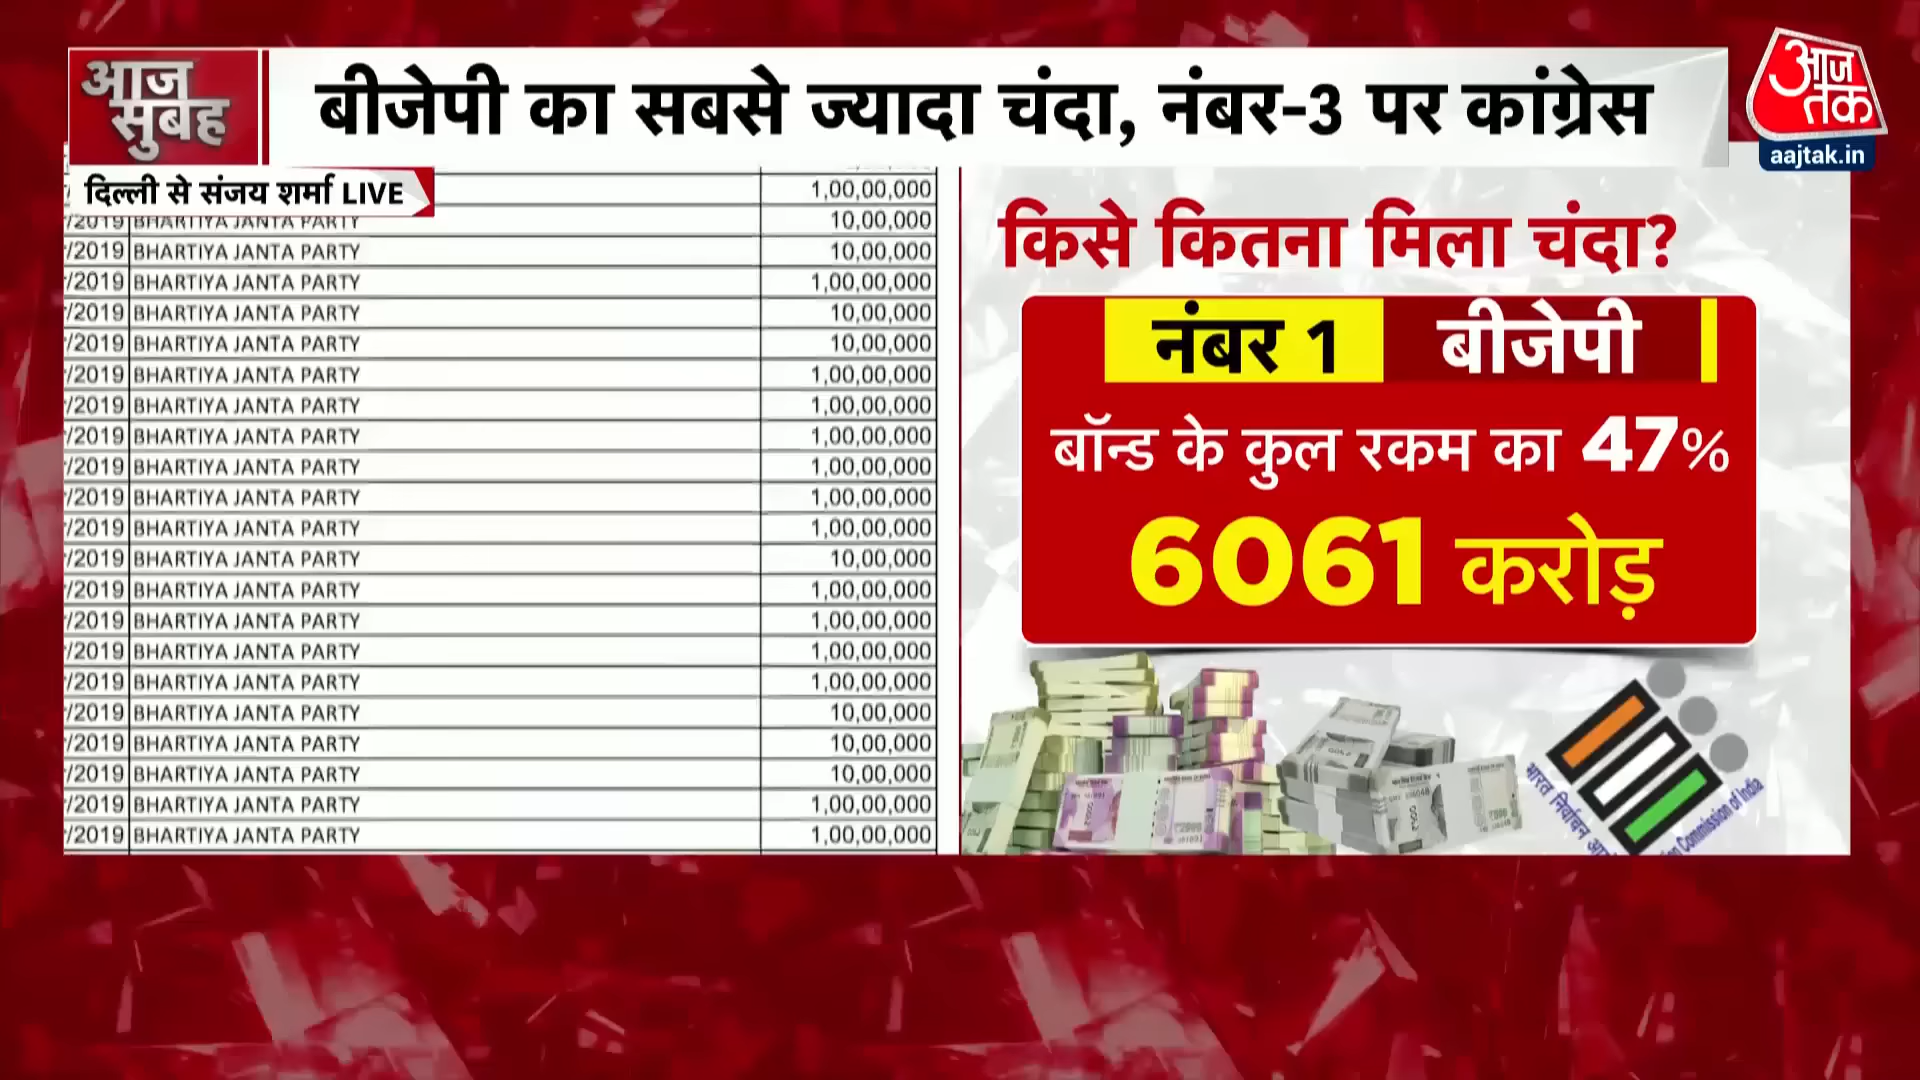 आज
सुबह
बीजेपी का सबसे ज्यादा चंदा, नंबर-3 पर कांग्रेस
आज
तक
aajtak.in
दिल्ली से संजय शर्मा LIVE
1,00,00,000
/2019 BHARTIYA JANTA PARTY 10,00,000
/2019 BHARTIYA JANTA PARTY 10,00,000
/2019 BHARTIYA JANTA PARTY 1,00,00,000
/2019 BHARTIYA JANTA PARTY 10,00,000
/2019 BHARTIYA JANTA PARTY 10,00,000
/2019 BHARTIYA JANTA PARTY 1,00,00,000
/2019 BHARTIYA JANTA PARTY 1,00,00,000
/2019 BHARTIYA JANTA PARTY 1,00,00,000
/2019 BHARTIYA JANTA PARTY 1,00,00,000
/2019 BHARTIYA JANTA PARTY 1,00,00,000
/2019 BHARTIYA JANTA PARTY 1,00,00,000
/2019 BHARTIYA JANTA PARTY 10,00,000
/2019 BHARTIYA JANTA PARTY 1,00,00,000
/2019 BHARTIYA JANTA PARTY 1,00,00,000
/2019 BHARTIYA JANTA PARTY 1,00,00,000
/2019 BHARTIYA JANTA PARTY 1,00,00,000
/2019 BHARTIYA JANTA PARTY 10,00,000
/2019 BHARTIYA JANTA PARTY 10,00,000
/2019 BHARTIYA JANTA PARTY 10,00,000
/2019 BHARTIYA JANTA PARTY 1,00,00,000
/2019 BHARTIYA JANTA PARTY 1,00,00,000
किसे कितना मिला चंदा?
नंबर 1 बीजेपी
बॉन्ड के कुल रकम का 47%
6061 करोड़
भारत निर्वाचन
Commission of India